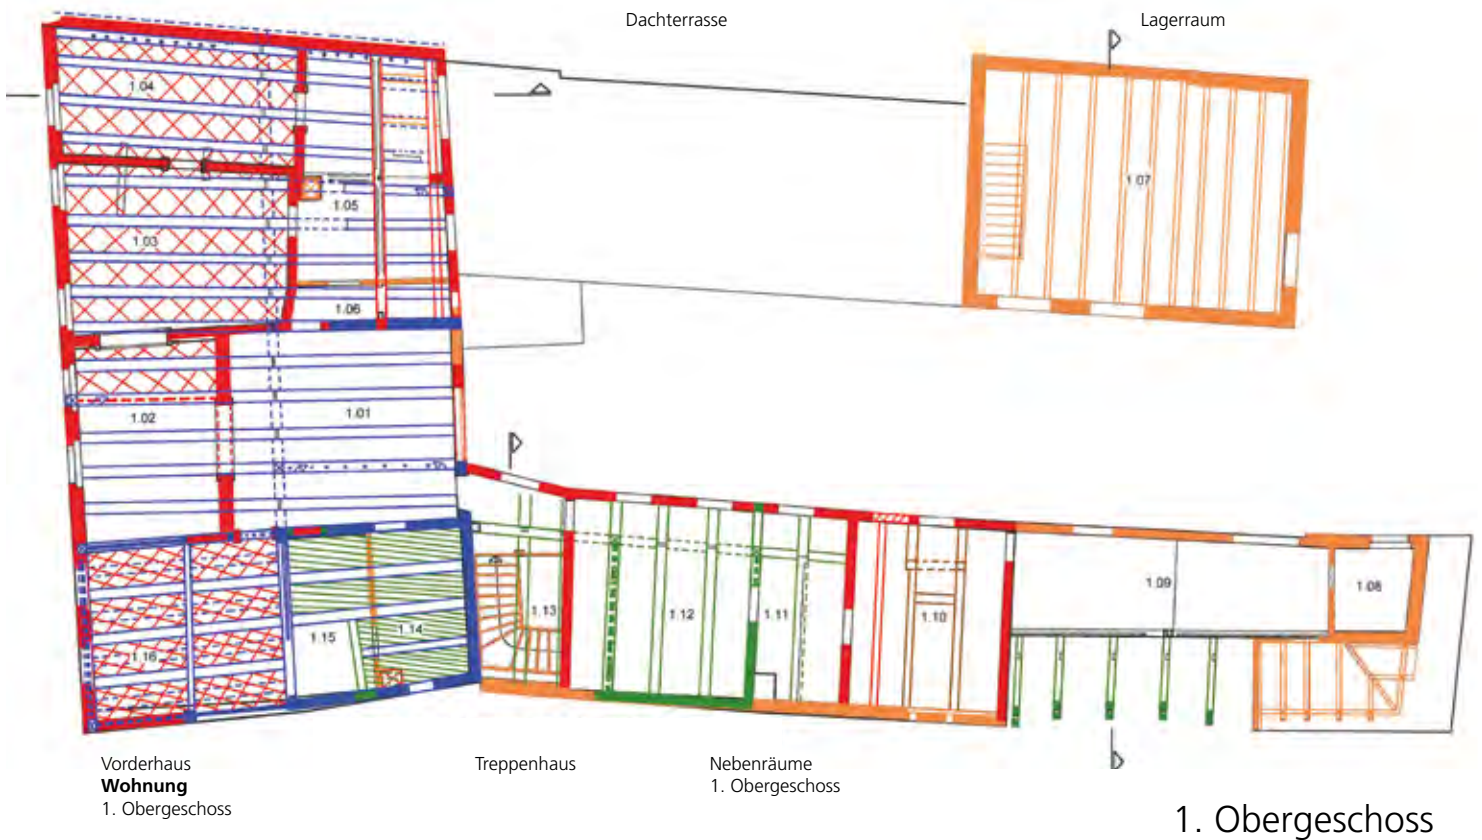 Dachterrasse
Lagerraum
1.04
1.07
1.05
1.03
1.06
1.02
1.01
1.09
1.08
1.13
1.12
1.11
1.10
1.15
1.14
1.16
Vorderhaus
Wohnung
1. Obergeschoss
Treppenhaus
Nebenräume
1. Obergeschoss
1. Obergeschoss